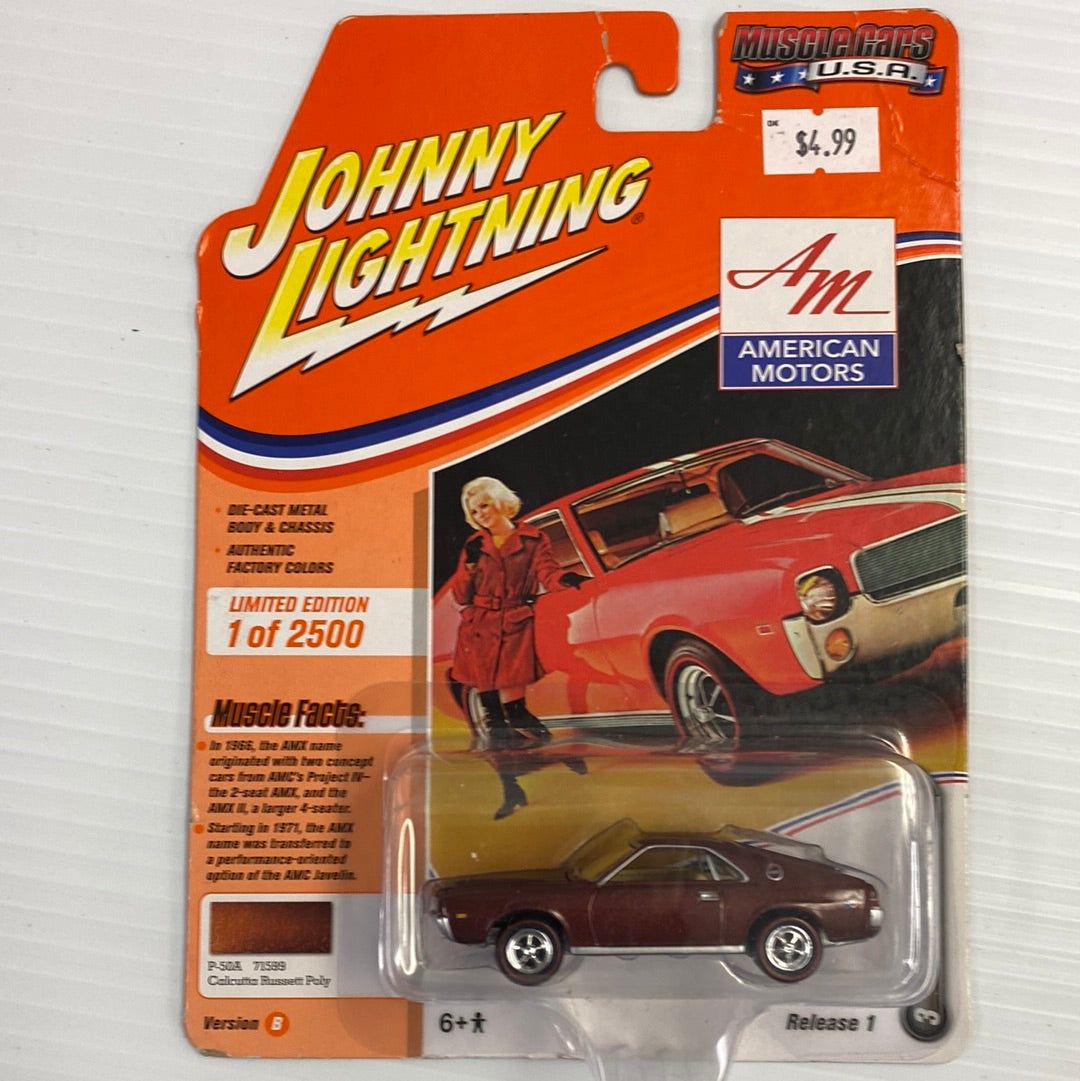 Muscle Cars
U.S.A.
DK
$4.99
JOHNNY
LIGHTNING®
AM
AMERICAN
MOTORS
• DIE-CAST METAL
BODY & CHASSIS
• AUTHENTIC
FACTORY COLORS
LIMITED EDITION
1 of 2500
Muscle Facts:
• In 1966, the AMX name
originated with two concept
cars from AMC's Project IV–
the 2-seat AMX, and the
AMX II, a larger 4-seater.
• Starting in 1971, the AMX
name was transferred to
a performance-oriented
option of the AMC Javelin.
P-50A 71599
Calcutta Russett Poly
Version B
6+
Release 1
3